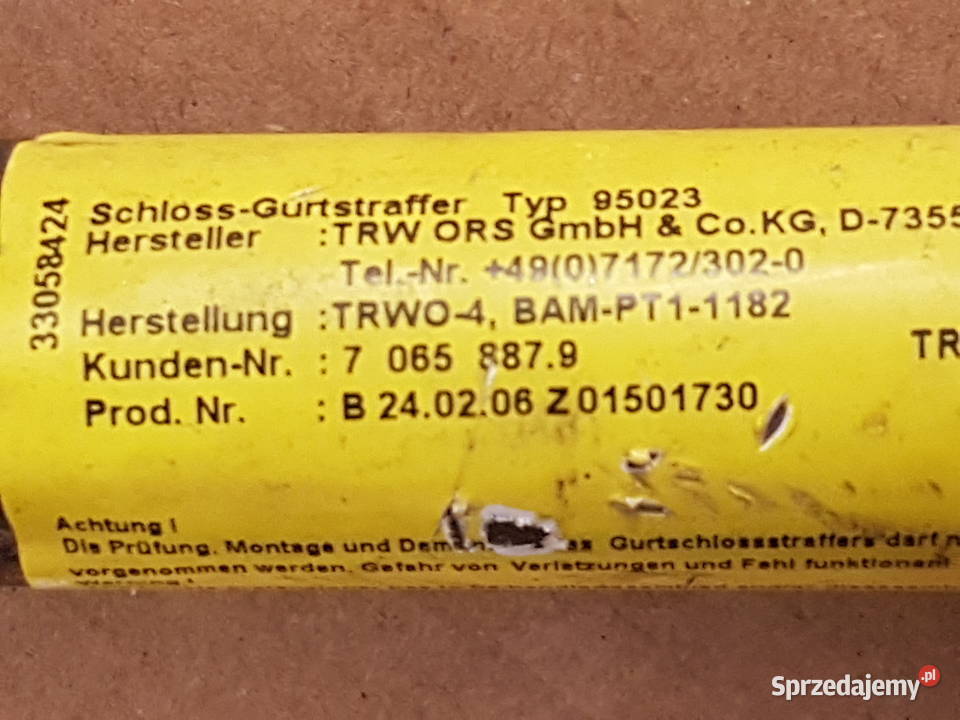 33058424
Schloss-Gurtstraffer Typ 95023
Hersteller :TRW ORS GmbH & Co.KG, D-7355
Tel.-Nr. +49(0)7172/302-0
Herstellung :TRWO-4, BAM-PT1-1182
Kunden-Nr. : 7 065 887.9
TR
Prod. Nr. : B 24.02.06 Z01501730
Achtung !
Die Prüfung, Montage und Gurtschlossstraffers darf
vorgenommen werden. Gefahr von Verletzungen und Fehl
Sprzedajemy.pl